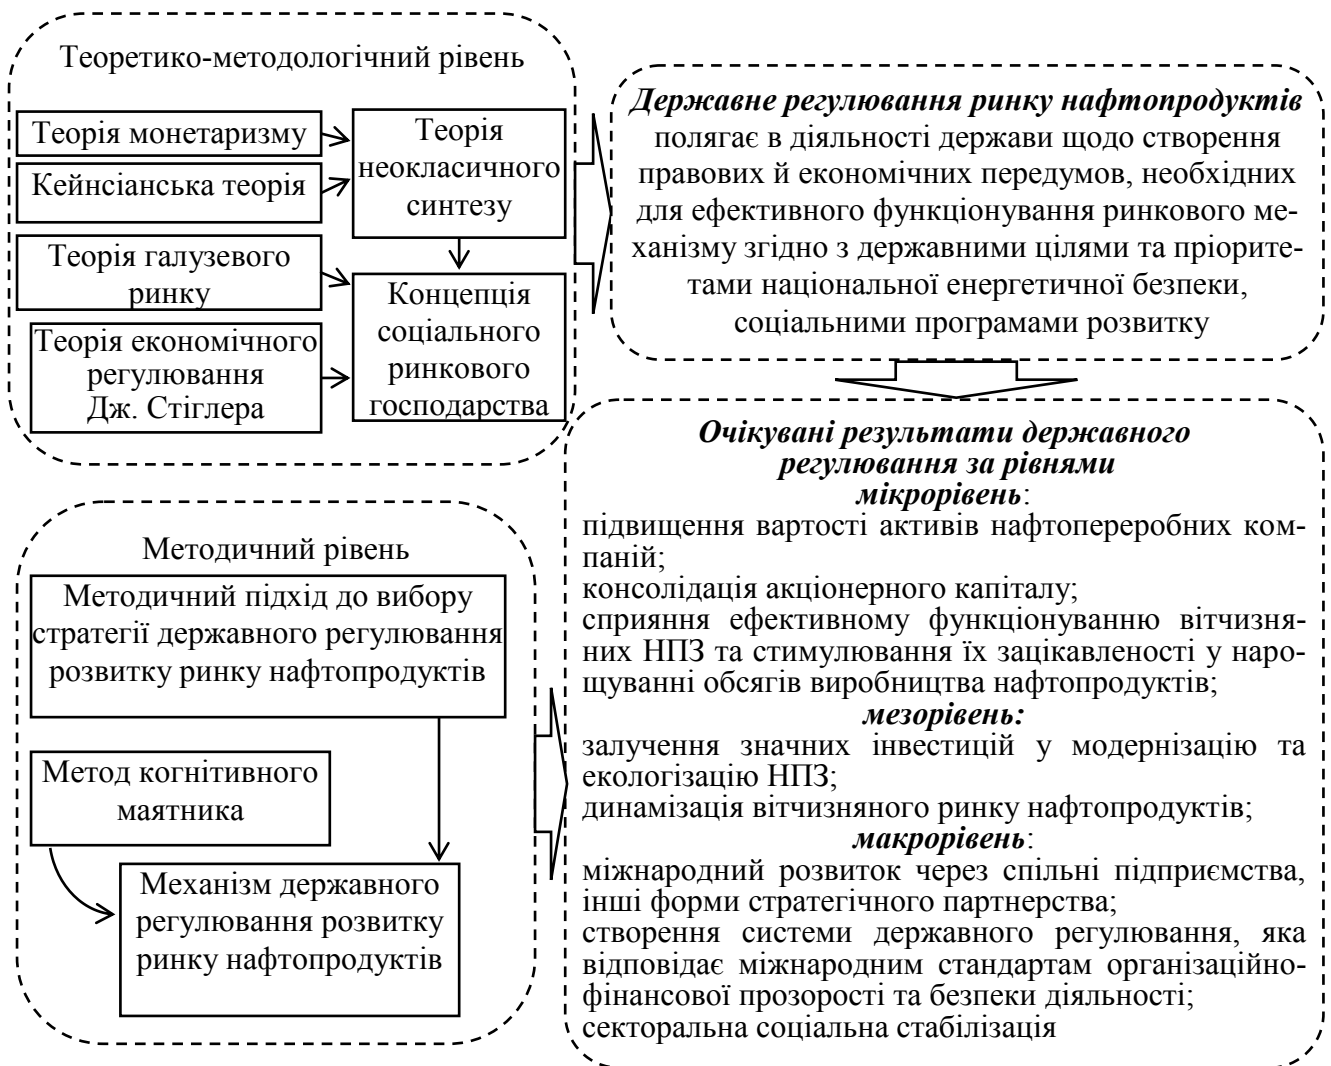 Теоретико-методологічний рівень
Теорія монетаризму
Кейнсіанська теорія
Теорія галузевого
ринку
Теорія економічного
регулювання
Дж. Стіглера
Теорія
неокласичного
синтезу
Концепція
соціального
ринкового
господарства
Державне регулювання ринку нафтопродуктів
полягає в діяльності держави щодо створення
правових й економічних передумов, необхідних
для ефективного функціонування ринкового ме-
ханізму згідно з державними цілями та пріорите-
тами національної енергетичної безпеки,
соціальними програмами розвитку
Методичний рівень
Методичний підхід до вибору
стратегії державного регулювання
розвитку ринку нафтопродуктів
Метод когнітивного
маятника
Механізм державного
регулювання розвитку
ринку нафтопродуктів
Очікувані результати державного
регулювання за рівнями
мікрорівень:
підвищення вартості активів нафтопереробних ком-
паній;
консолідація акціонерного капіталу;
сприяння ефективному функціонуванню вітчизня-
них НПЗ та стимулювання їх зацікавленості у наро-
щуванні обсягів виробництва нафтопродуктів;
мезорівень:
залучення значних інвестицій у модернізацію та
екологізацію НПЗ;
динамізація вітчизняного ринку нафтопродуктів;
макрорівень:
міжнародний розвиток через спільні підприємства,
інші форми стратегічного партнерства;
створення системи державного регулювання, яка
відповідає міжнародним стандартам організаційно-
фінансової прозорості та безпеки діяльності;
секторальна соціальна стабілізація